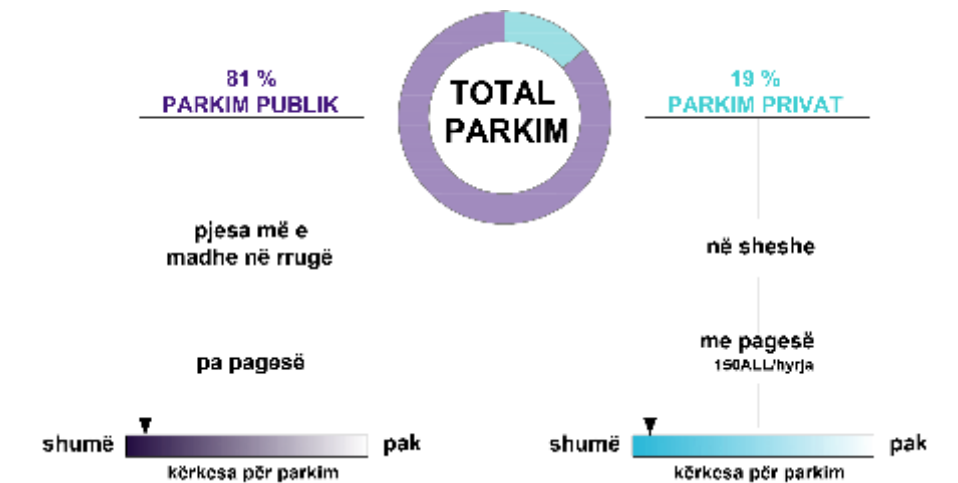 81 %
PARKIM PUBLIK
TOTAL
PARKIM
19 %
PARKIM PRIVAT
pjesa më e
madhe në rrugë
në sheshe
pa pagesë
me pagesë
150ALL/hyrja
shumë
pak
kërkesa për parkim
shumë
pak
kërkesa për parkim